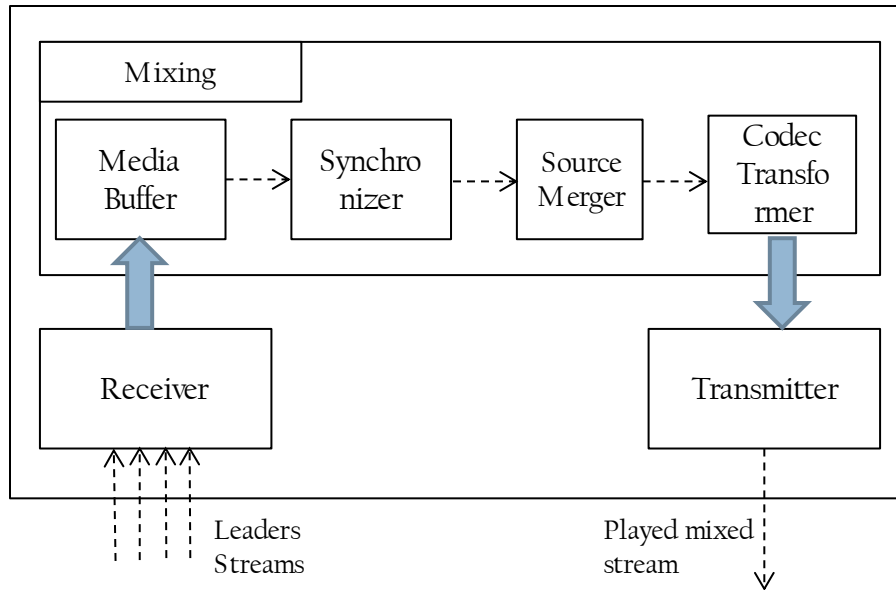 Mixing
Media
Buffer
Synchro
nizer
Source
Merger
Codec
Transfo
rmer
Receiver
Transmitter
Leaders
Streams
Played mixed
stream